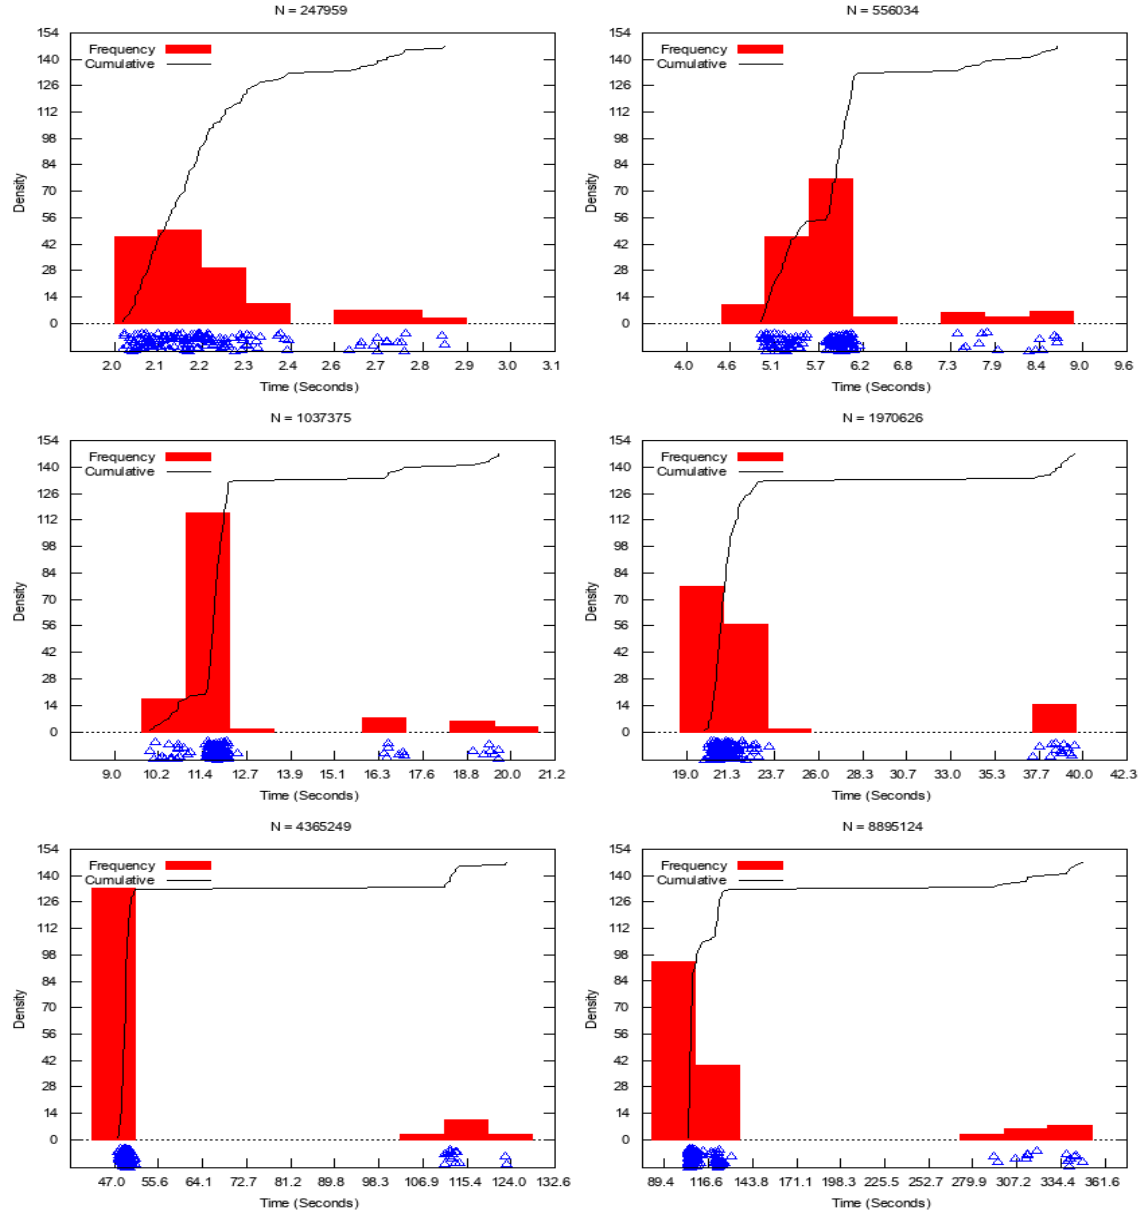 N = 247959
154
Frequency
140
Cumulative
126
112
98
84
Density
70
56
42
28
14
0
2.0 2.1 2.2 2.3 2.4 2.6 2.7 2.8 2.9 3.0 3.1
Time (Seconds)
N = 556034
154
Frequency
140
Cumulative
126
112
98
84
Density
70
56
42
28
14
0
4.0 4.6 5.1 5.7 6.2 6.8 7.3 7.9 8.4 9.0 9.6
Time (Seconds)
N = 1037375
154
Frequency
140
Cumulative
126
112
98
84
Density
70
56
42
28
14
0
9.0 10.2 11.4 12.7 13.9 15.1 16.3 17.6 18.8 20.0 21.2
Time (Seconds)
N = 1970626
154
Frequency
140
Cumulative
126
112
98
84
Density
70
56
42
28
14
0
19.0 21.3 23.7 26.0 28.3 30.7 33.0 35.3 37.7 40.0 42.3
Time (Seconds)
N = 4365249
154
Frequency
140
Cumulative
126
112
98
84
Density
70
56
42
28
14
0
47.0 55.6 64.1 72.7 81.2 89.8 98.3 106.9 115.4 124.0 132.6
Time (Seconds)
N = 8895124
154
Frequency
140
Cumulative
126
112
98
84
Density
70
56
42
28
14
0
89.4 116.6 143.8 171.1 198.3 225.5 252.7 279.9 307.2 334.4 361.6
Time (Seconds)